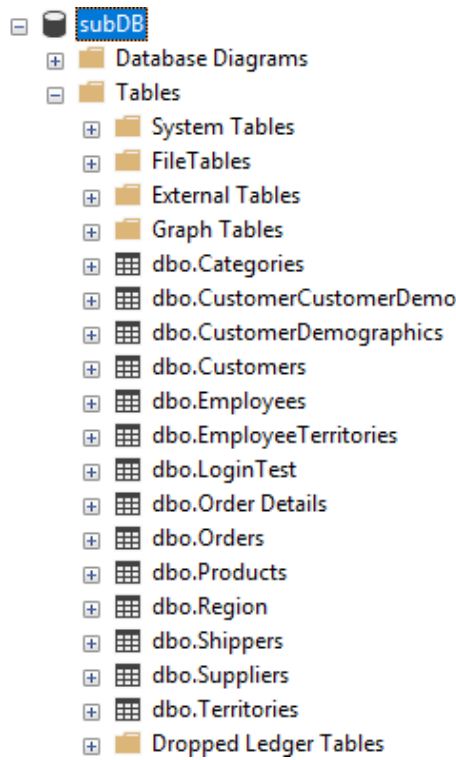 subDB
Database Diagrams
Tables
System Tables
FileTables
External Tables
Graph Tables
dbo.Categories
dbo.CustomerCustomerDemo
dbo.CustomerDemographics
dbo.Customers
dbo.Employees
dbo.EmployeeTerritories
dbo.LoginTest
dbo.Order Details
dbo.Orders
dbo.Products
dbo.Region
dbo.Shippers
dbo.Suppliers
dbo.Territories
Dropped Ledger Tables